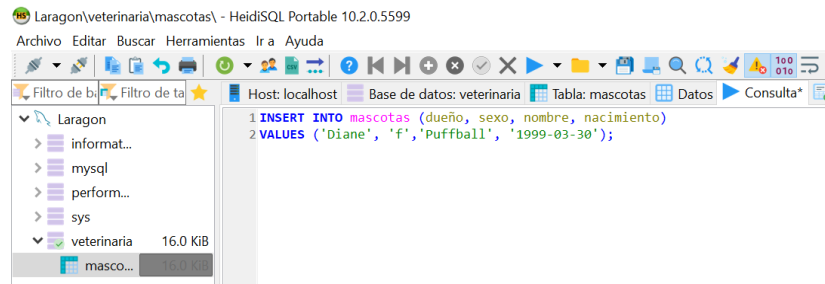 Laragon\veterinaria\mascotas\ - HeidiSQL Portable 10.2.0.5599
Archivo Editar Buscar Herramientas Ir a Ayuda
Filtro de ba Filtro de ta Host: localhost Base de datos: veterinaria Tabla: mascotas Datos Consulta*
Laragon
informat...
mysql
perform...
sys
veterinaria 16.0 KiB
masco... 16.0 KiB
1 INSERT INTO mascotas (dueño, sexo, nombre, nacimiento)
2 VALUES ('Diane', 'f','Puffball', '1999-03-30');